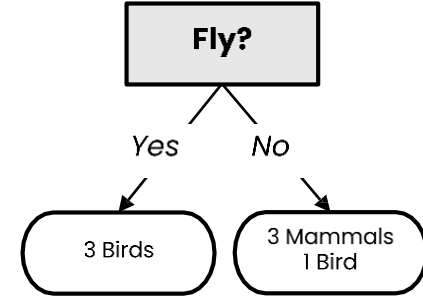 Fly?
Yes
No
3 Birds
3 Mammals
1 Bird